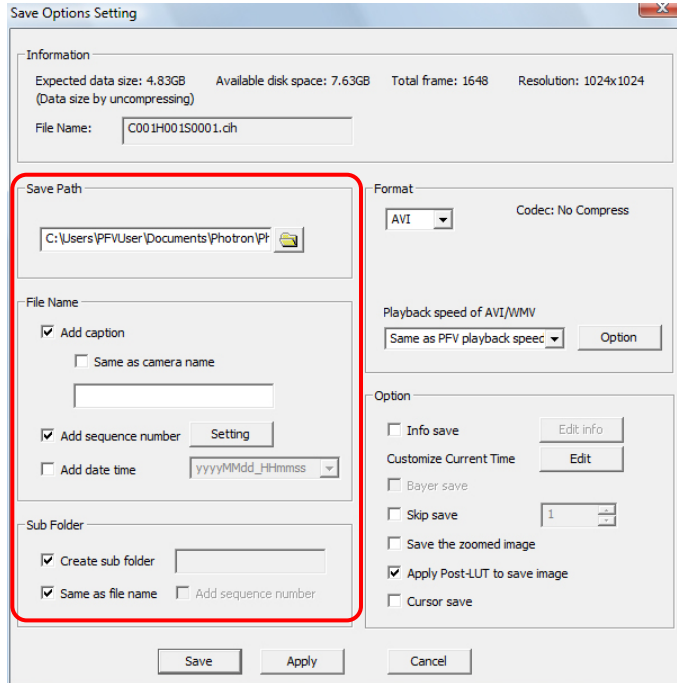 Save Options Setting
Information
Expected data size: 4.83GB Available disk space: 7.63GB Total frame: 1648 Resolution: 1024x1024
(Data size by uncompressing)
File Name: C001H001S0001.cih
Save Path
C:\Users\PFVUser\Documents\Photron\Ph
File Name
Add caption
Same as camera name
Add sequence number Setting
Add date time yyyyMMdd_HHmmss
Sub Folder
Create sub folder
Same as file name Add sequence number
Format
AVI Codec: No Compress
Playback speed of AVI/WMV
Same as PFV playback speed Option
Option
Info save Edit info
Customize Current Time Edit
Bayer save
Skip save 1
Save the zoomed image
Apply Post-LUT to save image
Cursor save
Save Apply Cancel